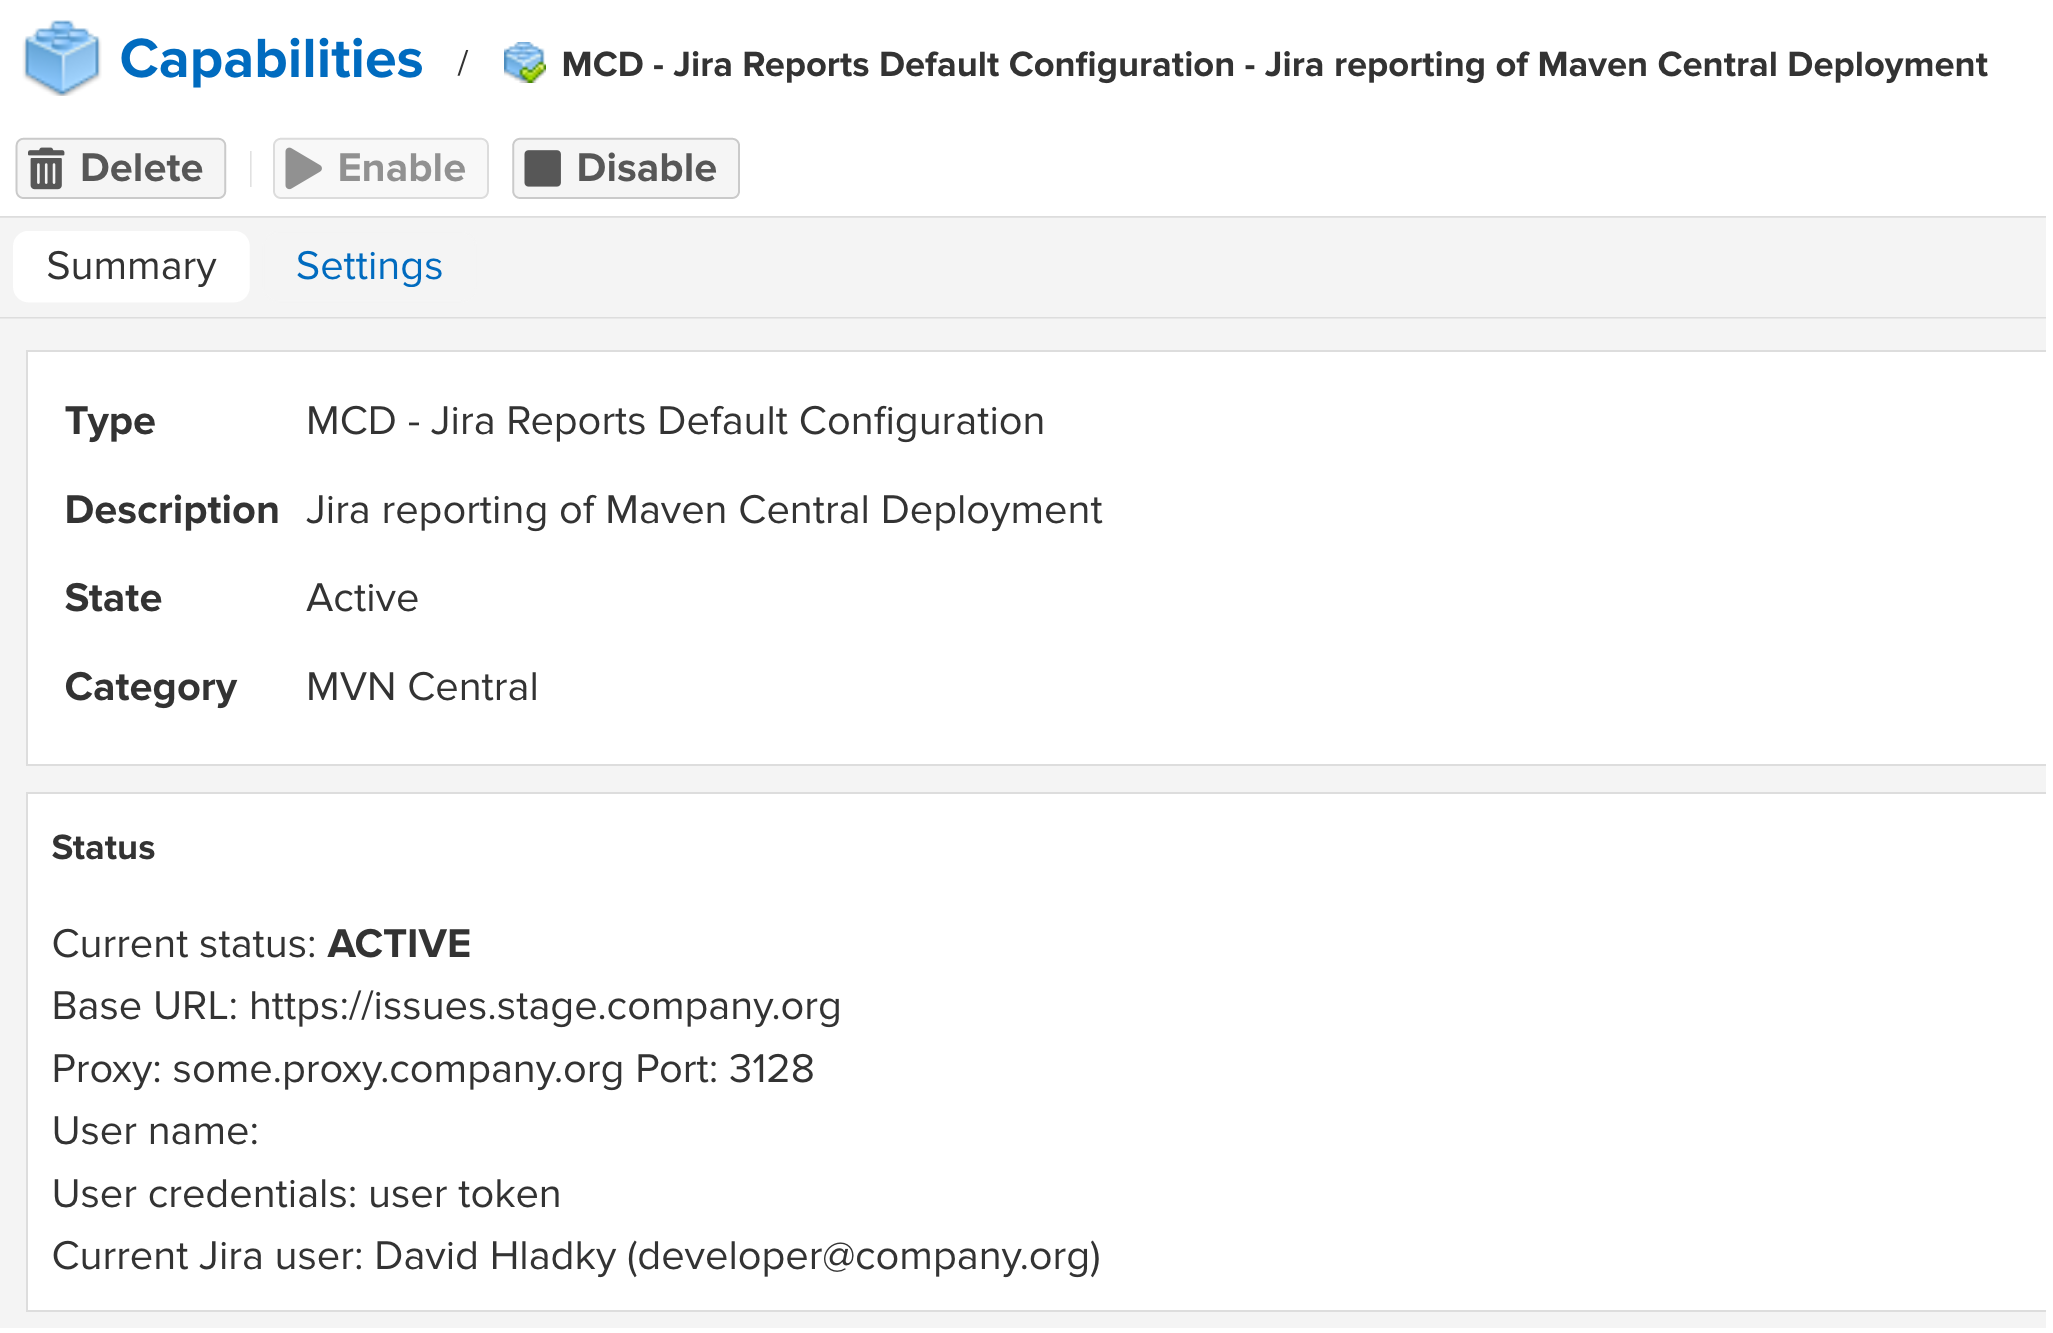 Capabilities / MCD - Jira Reports Default Configuration - Jira reporting of Maven Central Deployment
Delete Enable Disable
Summary Settings
Type MCD - Jira Reports Default Configuration
Description Jira reporting of Maven Central Deployment
State Active
Category MVN Central
Status
Current status: ACTIVE
Base URL: https://issues.stage.company.org
Proxy: some.proxy.company.org Port: 3128
User name:
User credentials: user token
Current Jira user: David Hladky (developer@company.org)